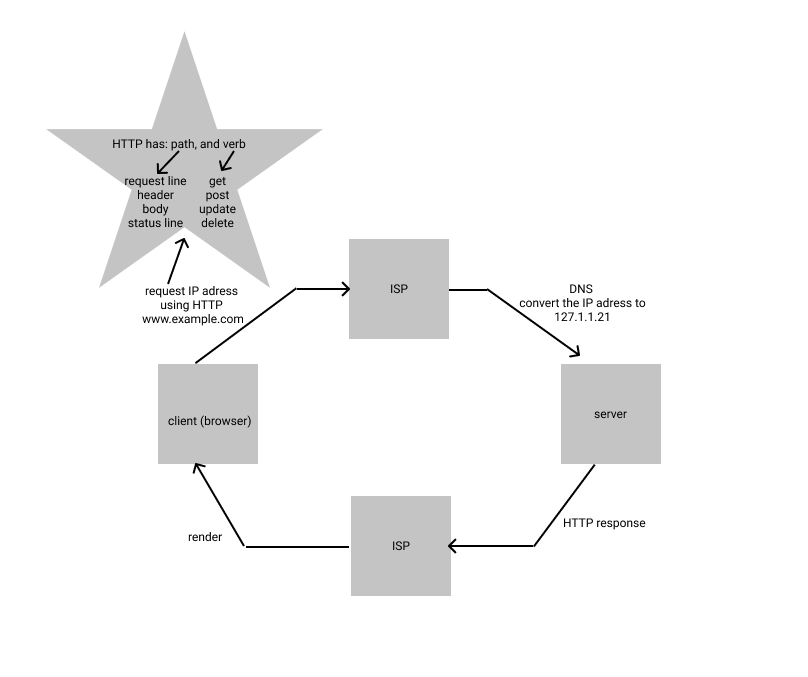 HTTP has: path, and verb
request line
header
body
status line
get
post
update
delete
request IP adress
using HTTP
www.example.com
ISP
DNS
convert the IP adress to
127.1.1.21
client (browser)
server
HTTP response
ISP
render